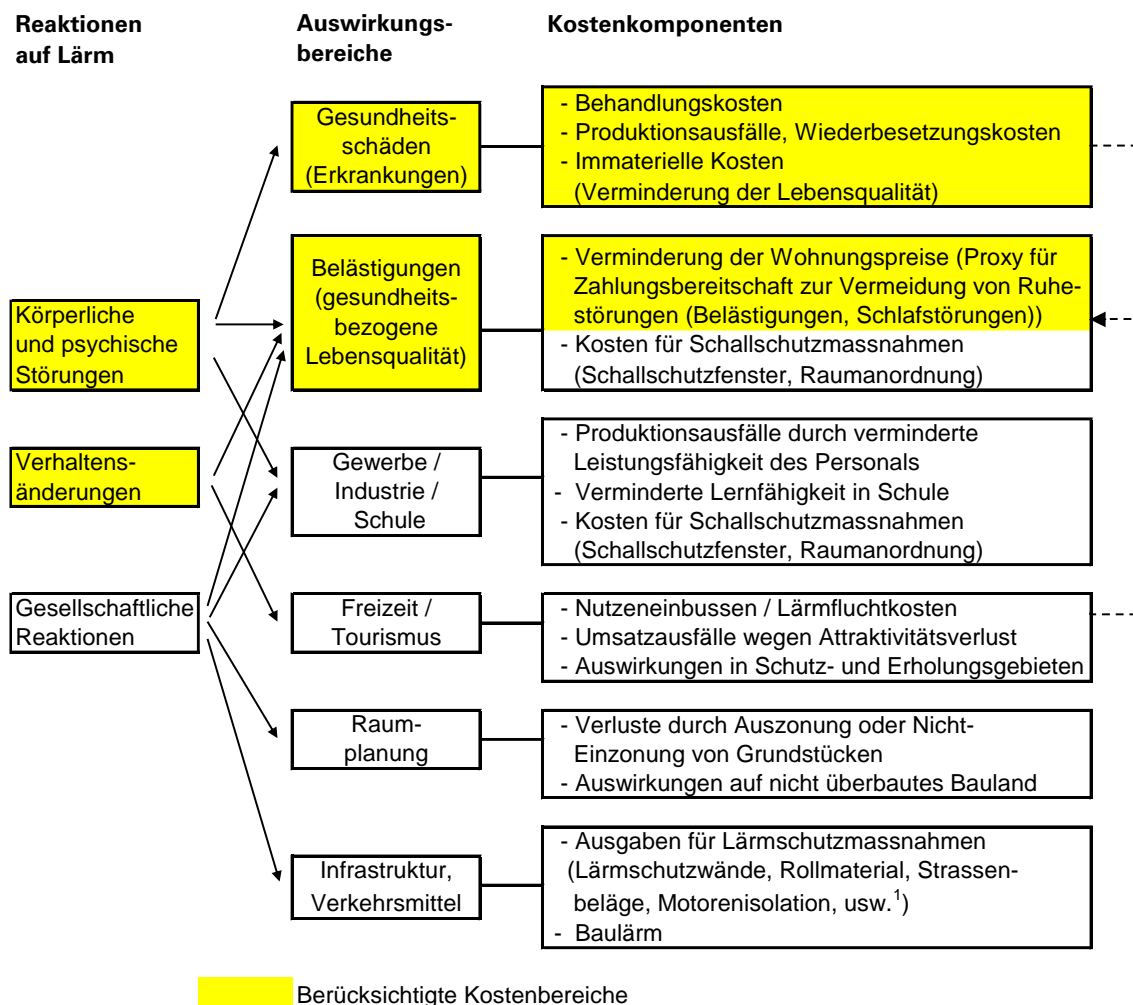 Reaktionen
auf Lärm
Auswirkungs-
bereiche
Kostenkomponenten
Körperliche
und psychische
Störungen
Verhaltens-
änderungen
Gesellschaftliche
Reaktionen
Gesundheits-
schäden
(Erkrankungen)
- Behandlungskosten
- Produktionsausfälle, Wiederbesetzungskosten
- Immaterielle Kosten
(Verminderung der Lebensqualität)
Belästigungen
(gesundheits-
bezogene
Lebensqualität)
- Verminderung der Wohnungspreise (Proxy für
Zahlungsbereitschaft zur Vermeidung von Ruhe-
störungen (Belästigungen, Schlafstörungen))
- Kosten für Schallschutzmassnahmen
(Schallschutzfenster, Raumanordnung)
Gewerbe /
Industrie /
Schule
- Produktionsausfälle durch verminderte
Leistungsfähigkeit des Personals
- Verminderte Lernfähigkeit in Schule
- Kosten für Schallschutzmassnahmen
(Schallschutzfenster, Raumanordnung)
Freizeit /
Tourismus
- Nutzeneinbussen / Lärmfluchtkosten
- Umsatzausfälle wegen Attraktivitätsverlust
- Auswirkungen in Schutz- und Erholungsgebieten
Raum-
planung
- Verluste durch Auszonung oder Nicht-
Einzonung von Grundstücken
- Auswirkungen auf nicht überbautes Bauland
Infrastruktur,
Verkehrsmittel
- Ausgaben für Lärmschutzmassnahmen
(Lärmschutzwände, Rollmaterial, Strassen-
beläge, Motorenisolation, usw.¹)
- Baulärm
Berücksichtigte Kostenbereiche